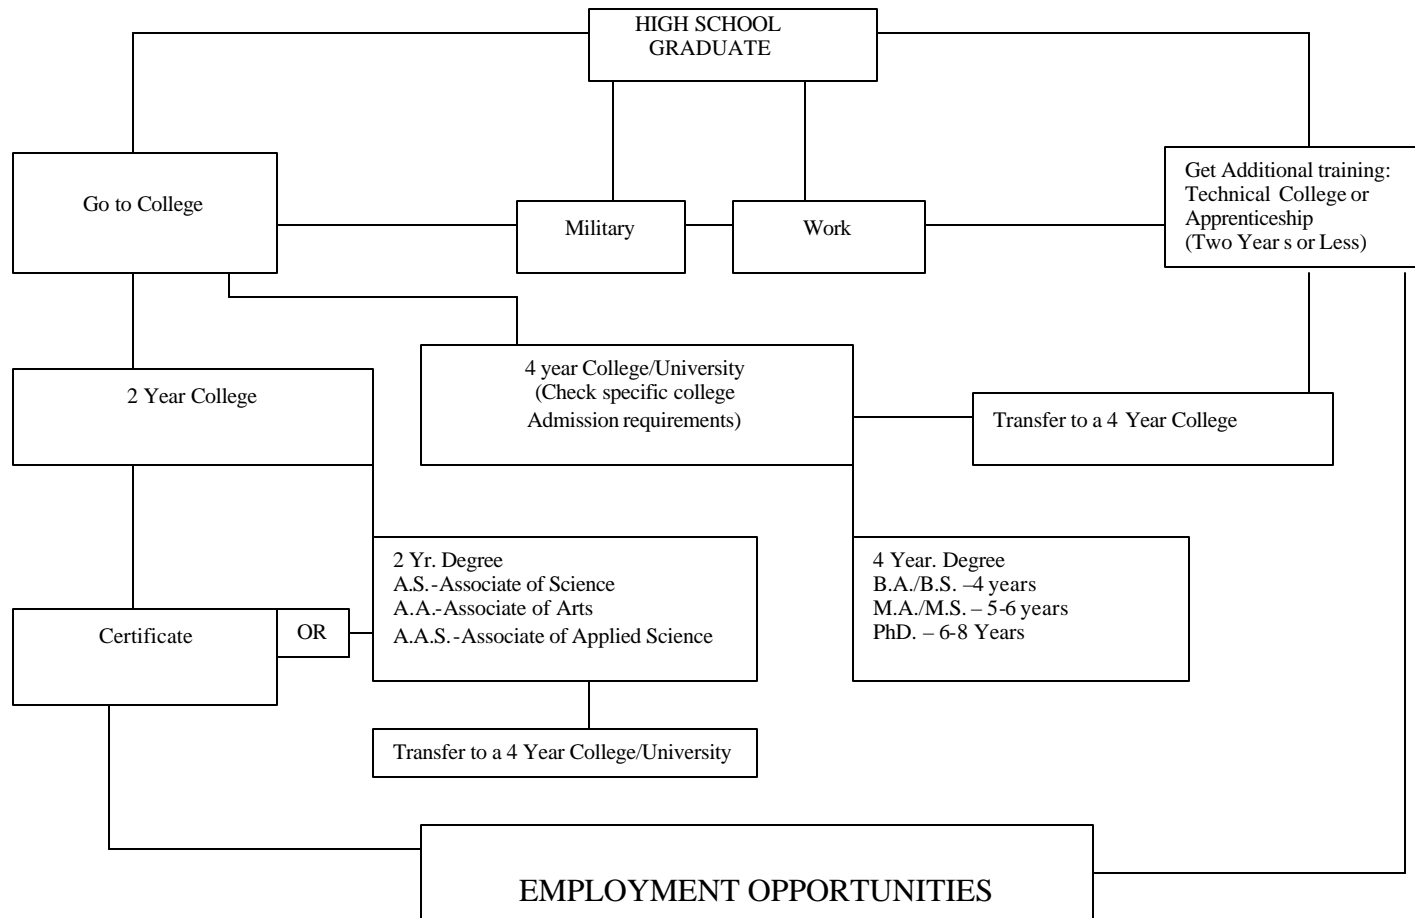 HIGH SCHOOL
GRADUATE
Go to College
Military
Work
Get Additional training:
Technical College or
Apprenticeship
(Two Year s or Less)
2 Year College
4 year College/University
(Check specific college
Admission requirements)
Transfer to a 4 Year College
2 Yr. Degree
A.S.-Associate of Science
A.A.-Associate of Arts
A.A.S.-Associate of Applied Science
4 Year. Degree
B.A./B.S. –4 years
M.A./M.S. – 5-6 years
PhD. – 6-8 Years
Certificate
OR
Transfer to a 4 Year College/University
EMPLOYMENT OPPORTUNITIES